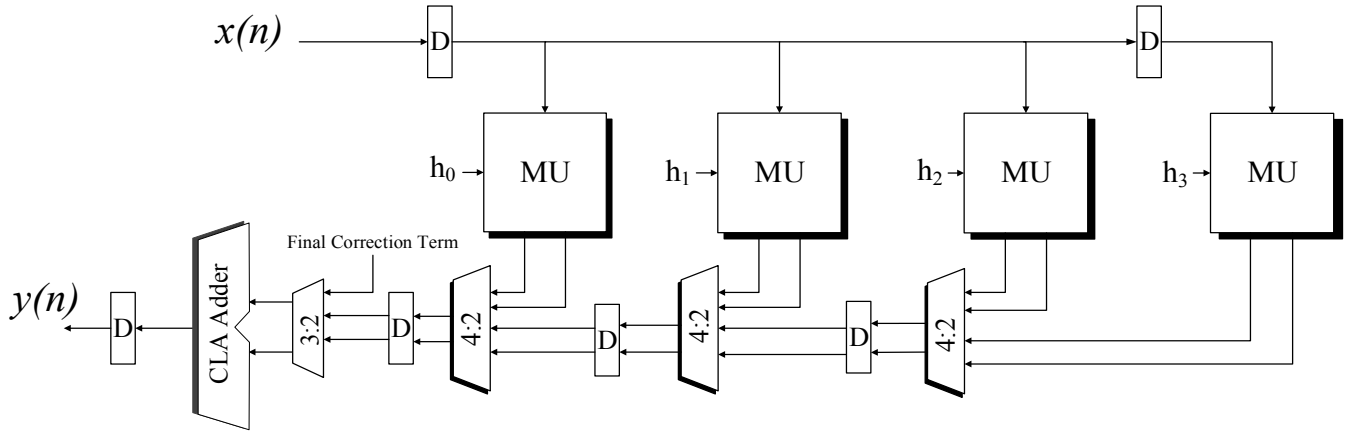 x(n)
D
D
h₀
MU
h₁
MU
h₂
MU
h₃
MU
Final Correction Term
y(n)
D
CLA Adder
3:2
D
4:2
D
4:2
D
4:2